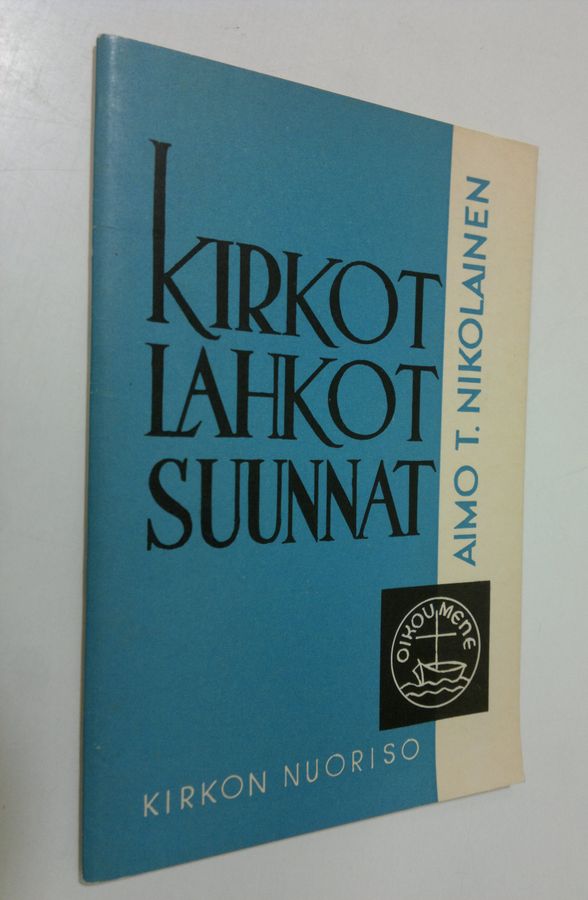 KIRKOT
LAHKOT
SUUNNAT
AIMO T. NIKOLAINEN
OIKOUMENE
KIRKON NUORISO